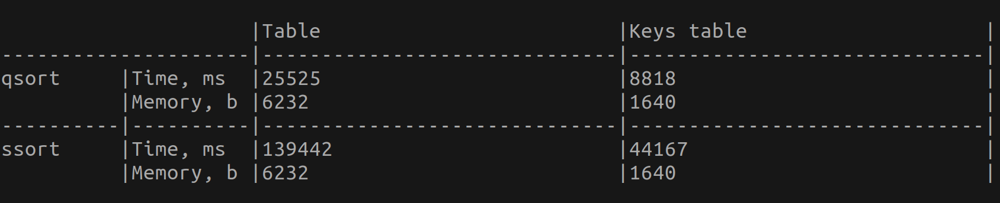 |Table                         |Keys table                    |
---------------------|------------------------------|------------------------------|
qsort     |Time, ms  |25525                         |8818                          |
          |Memory, b |6232                          |1640                          |
----------|----------|------------------------------|------------------------------|
ssort     |Time, ms  |139442                        |44167                         |
          |Memory, b |6232                          |1640                          |